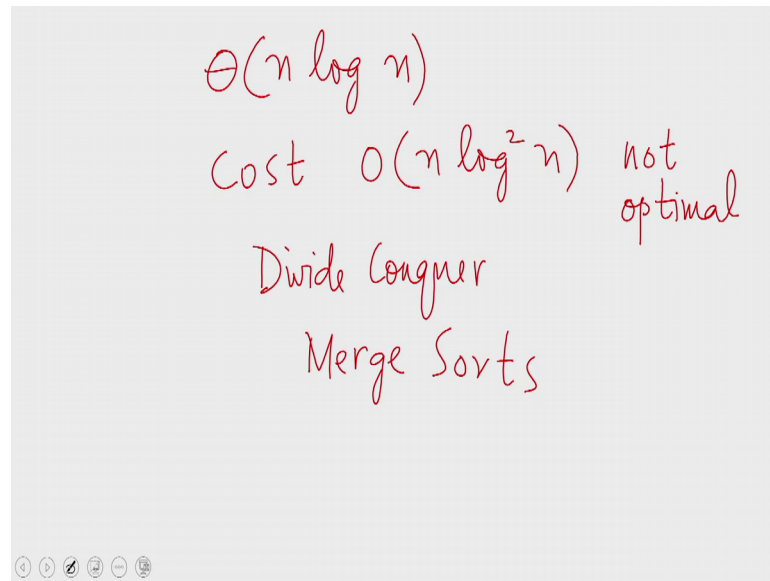 Θ(n log n)
Cost O(n log² n) not optimal
Divide Conquer
Merge Sorts